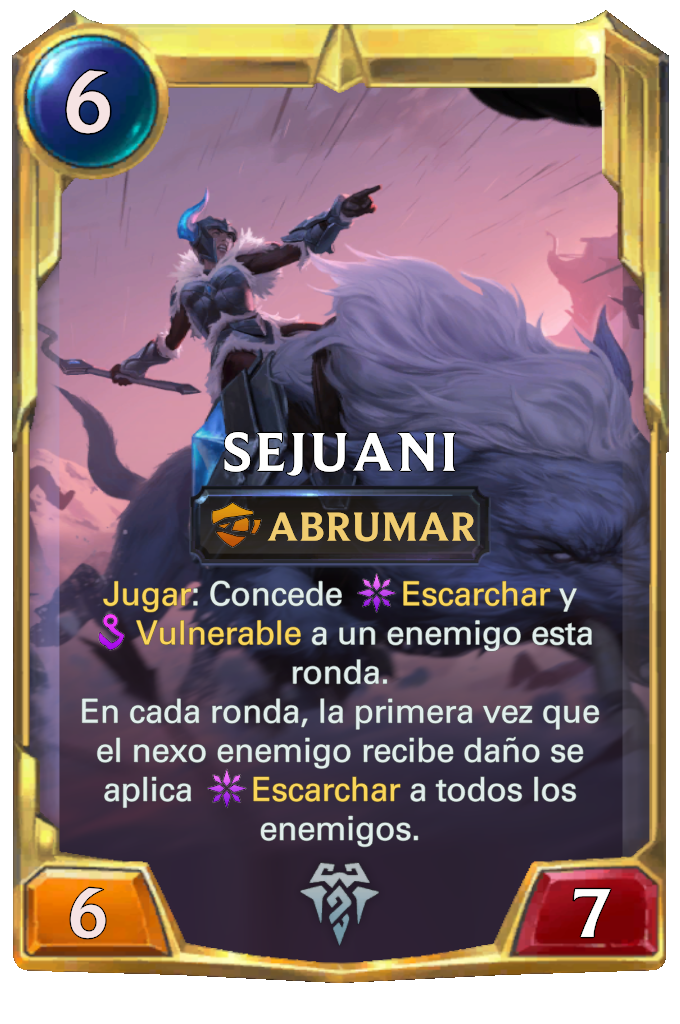 6
SEJUANI
ABRUMAR
Jugar: Concede Escarchar y
Vulnerable a un enemigo esta
ronda.
En cada ronda, la primera vez que
el nexo enemigo recibe daño se
aplica Escarchar a todos los
enemigos.
6
7